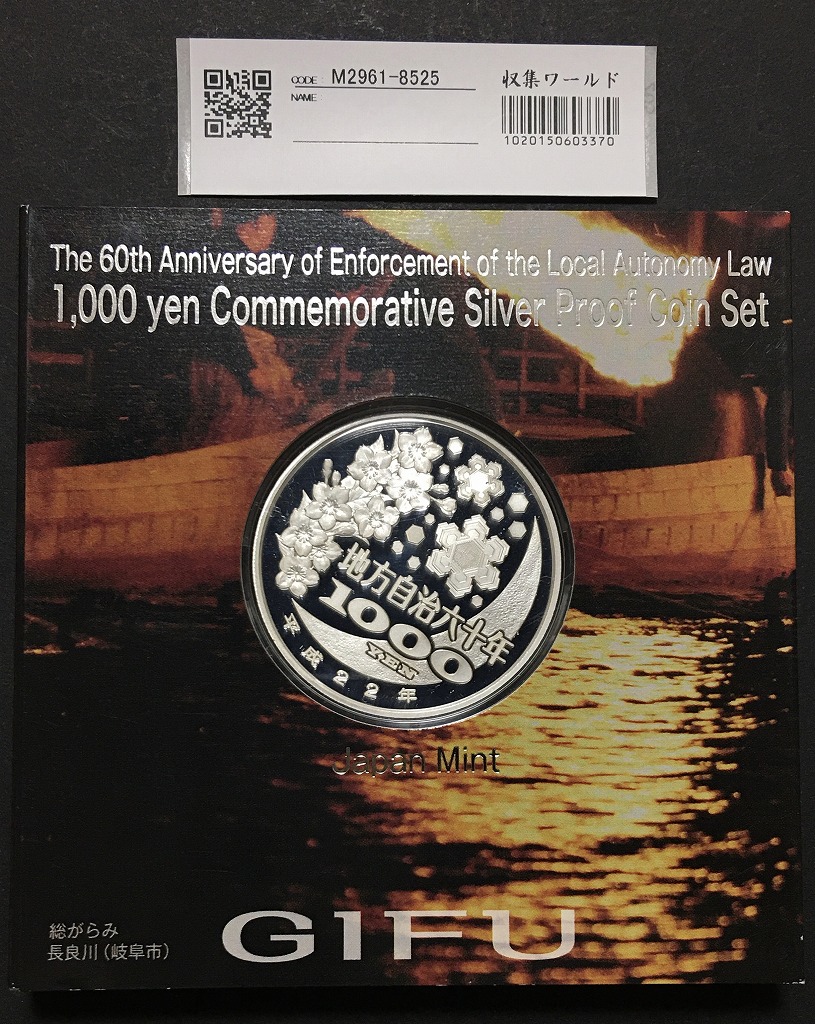 CODE: M2961-8525
NAME
収集ワールド
1020150603370
The 60th Anniversary of Enforcement of the Local Autonomy Law
1,000 yen Commemorative Silver Proof Coin Set
地方自治六十年
1000
YEN
平成22年
Japan Mint
総がらみ
長良川(岐阜市)
GIFU